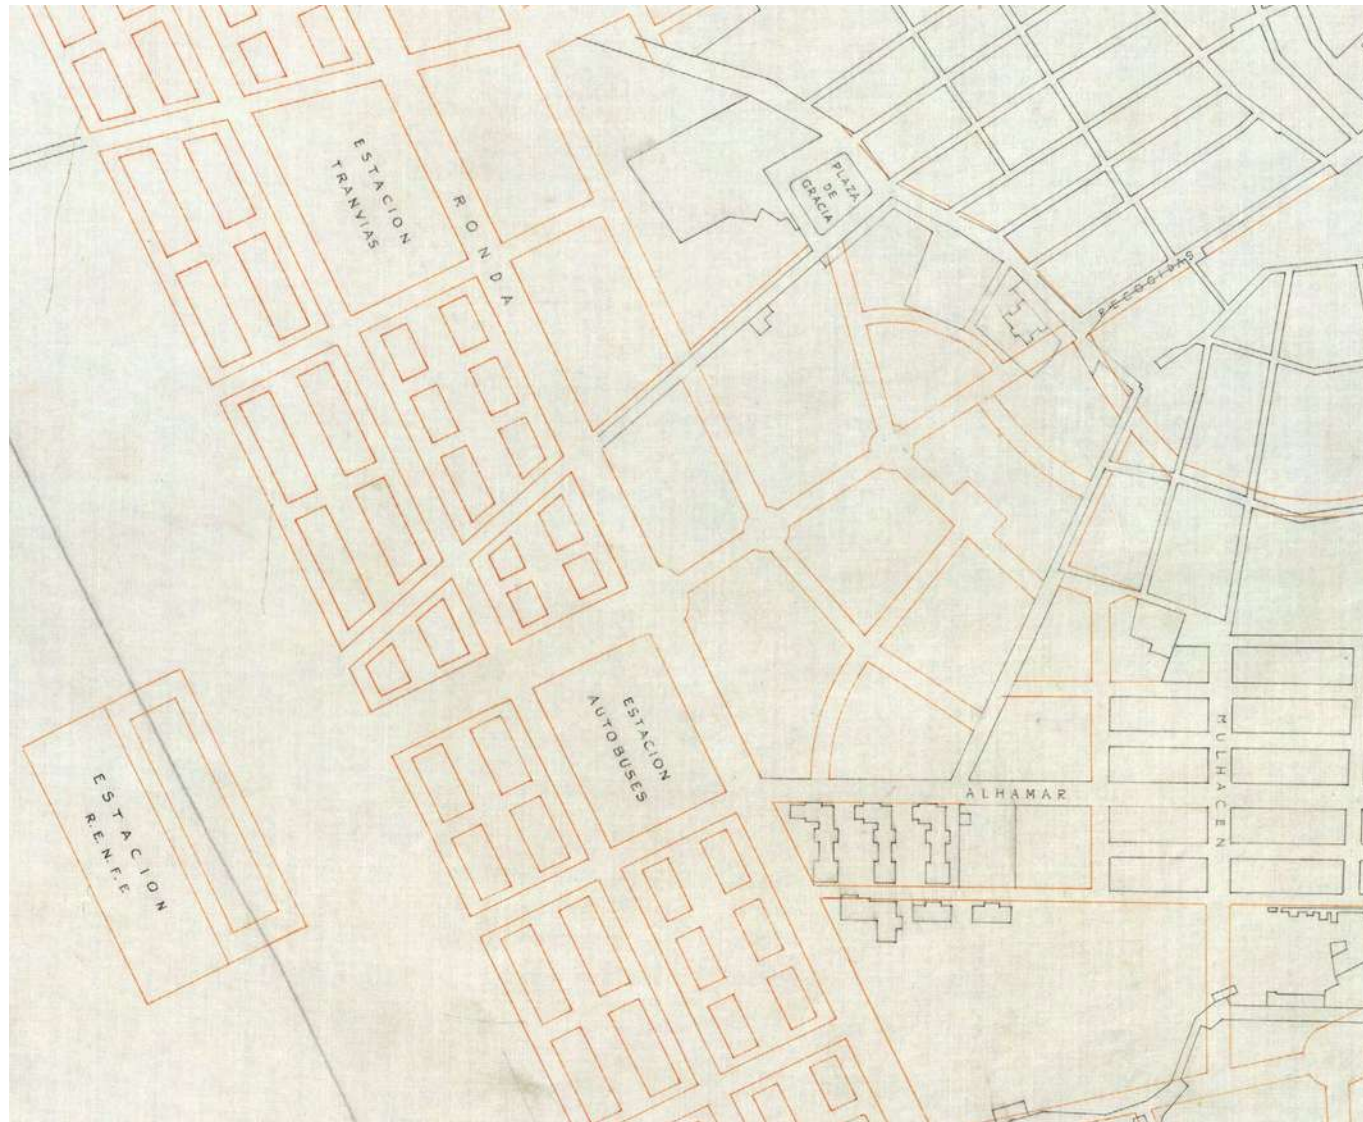 ESTACION
TRANVIAS
RONDA
PLAZA
DE
GRACIA
RECOGIDAS
ESTACION
AUTOBUSES
ESTACION
R.E.N.F.E
ALHAMAR
MULHACEN